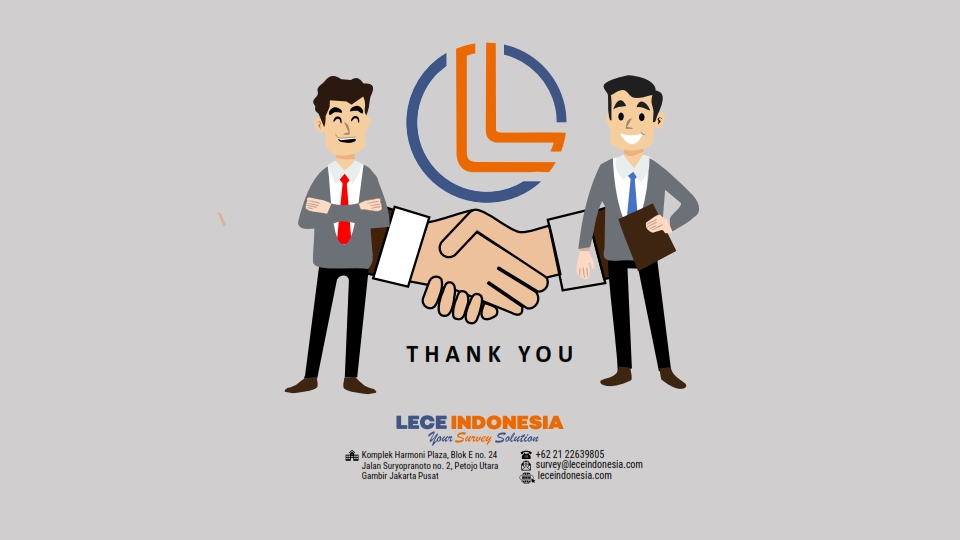 THANK YOU
LECE INDONESIA
Your Survey Solution
Komplek Harmoni Plaza, Blok E no. 24
Jalan Suryopranoto no. 2, Petojo Utara
Gambir Jakarta Pusat
+62 21 22639805
survey@leceindonesia.com
leceindonesia.com